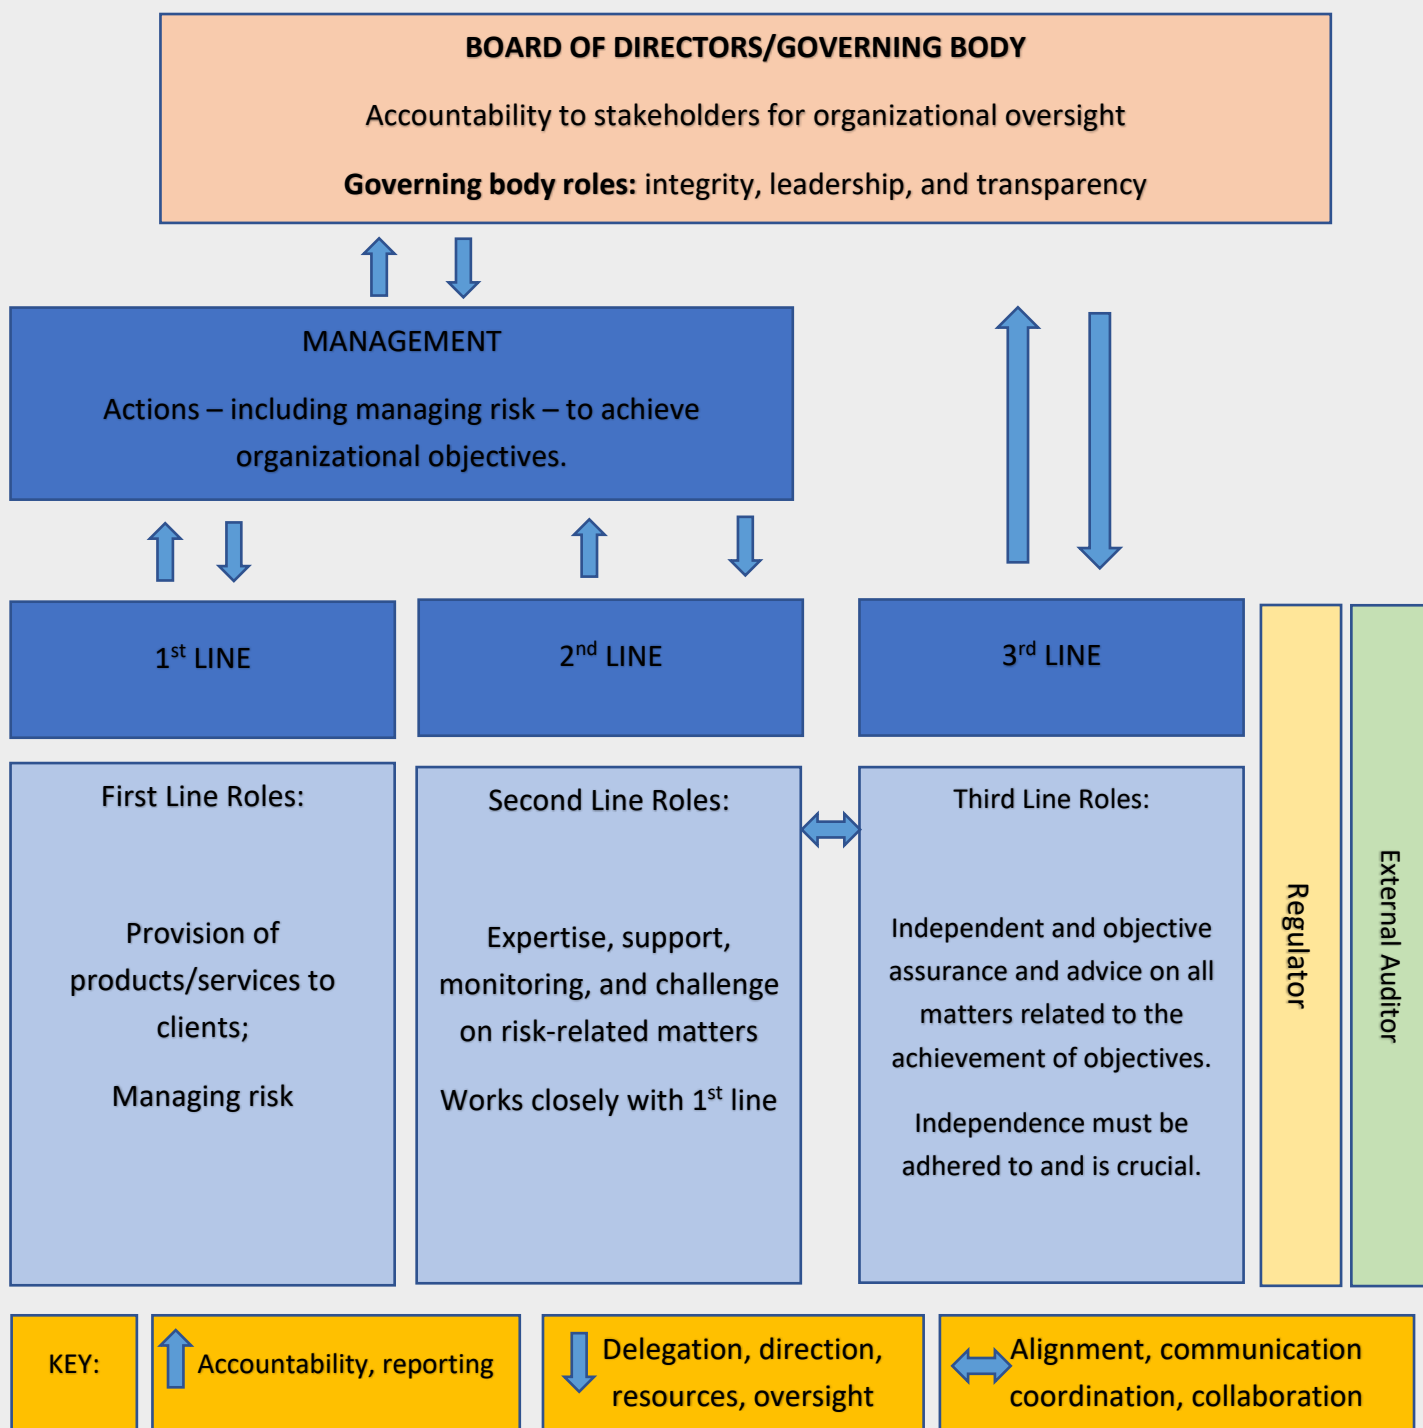 BOARD OF DIRECTORS/GOVERNING BODY
Accountability to stakeholders for organizational oversight
Governing body roles: integrity, leadership, and transparency
MANAGEMENT
Actions – including managing risk – to achieve
organizational objectives.
1st LINE
2nd LINE
3rd LINE
First Line Roles:
Provision of
products/services to
clients;
Managing risk
Second Line Roles:
Expertise, support,
monitoring, and challenge
on risk-related matters
Works closely with 1st line
Third Line Roles:
Independent and objective
assurance and advice on all
matters related to the
achievement of objectives.
Independence must be
adhered to and is crucial.
Regulator
External Auditor
KEY:
Accountability, reporting
Delegation, direction,
resources, oversight
Alignment, communication
coordination, collaboration